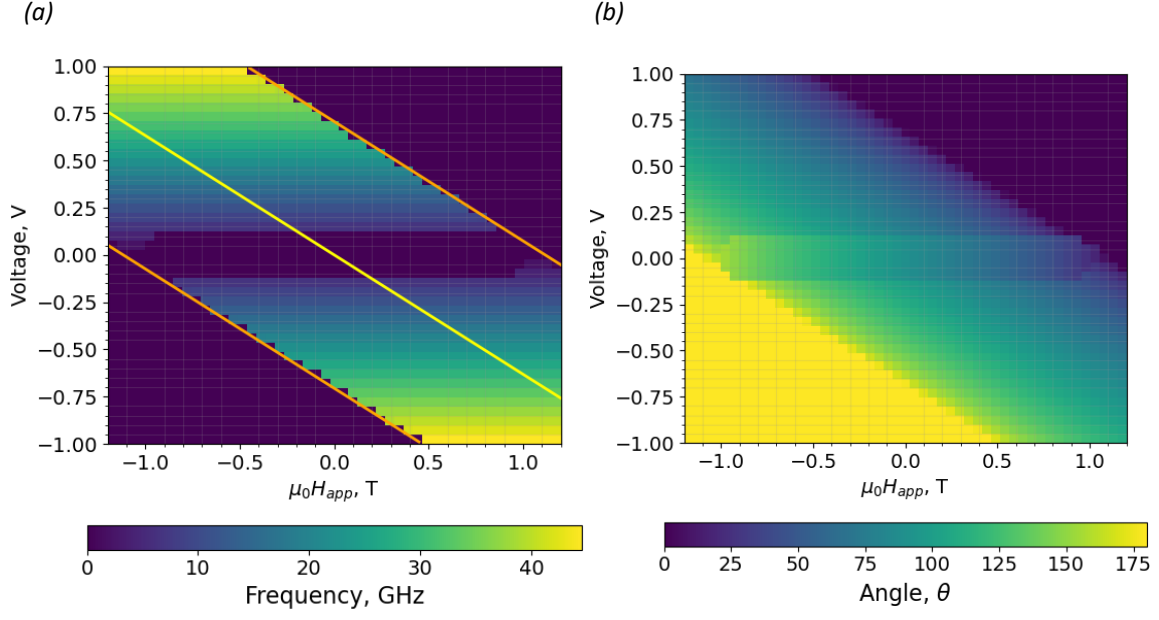 (a)
(b)
Voltage, V
1.00
0.75
0.50
0.25
0.00
−0.25
−0.50
−0.75
−1.00
−1.0 −0.5 0.0 0.5 1.0
μ₀H_app, T
0 10 20 30 40
Frequency, GHz
Voltage, V
1.00
0.75
0.50
0.25
0.00
−0.25
−0.50
−0.75
−1.00
−1.0 −0.5 0.0 0.5 1.0
μ₀H_app, T
0 25 50 75 100 125 150 175
Angle, θ